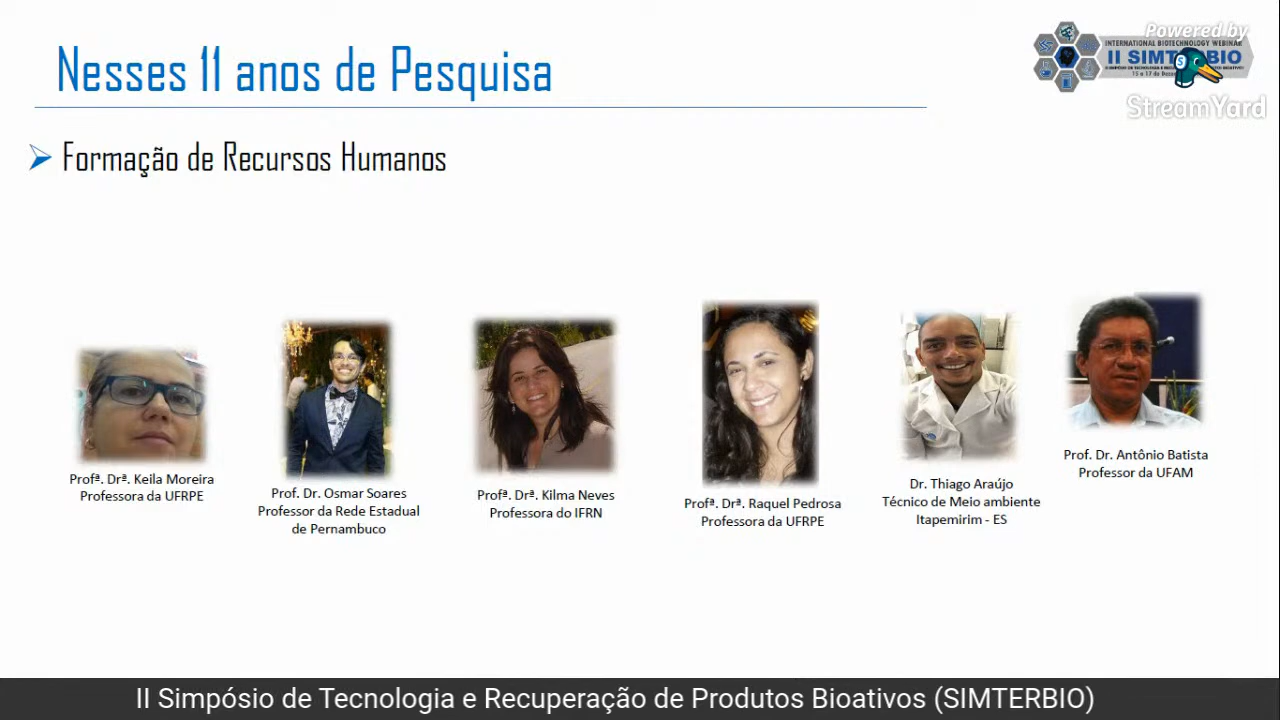 Nesses 11 anos de Pesquisa
Powered by
INTERNATIONAL BIOTECHNOLOGY WEBINAR
II SIMTERBIO
StreamYard
Formação de Recursos Humanos
Profª. Drª. Keila Moreira
Professora da UFRPE
Prof. Dr. Osmar Soares
Professor da Rede Estadual
de Pernambuco
Profª. Drª. Kilma Neves
Professora do IFRN
Profª. Drª. Raquel Pedrosa
Professora da UFRPE
Dr. Thiago Araújo
Técnico de Meio ambiente
Itapemirim - ES
Prof. Dr. Antônio Batista
Professor da UFAM
II Simpósio de Tecnologia e Recuperação de Produtos Bioativos (SIMTERBIO)